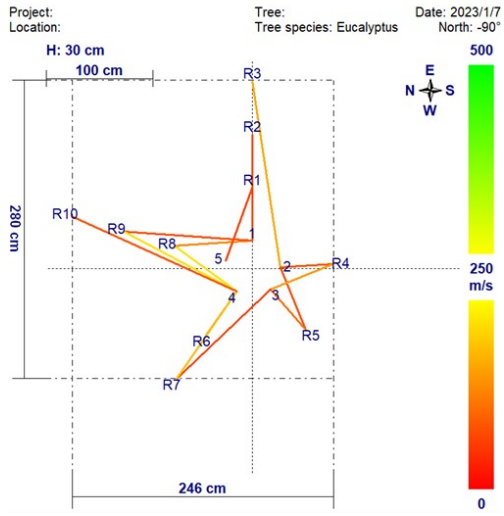 Project: Tree: Date: 2023/1/7
Location: Tree species: Eucalyptus North: -90°
H: 30 cm
100 cm
500
R3
E
N S
W
R2
R1
R10
R9
R8
1
5
280 cm
2
R4
250
m/s
4
3
R5
R6
R7
246 cm
0